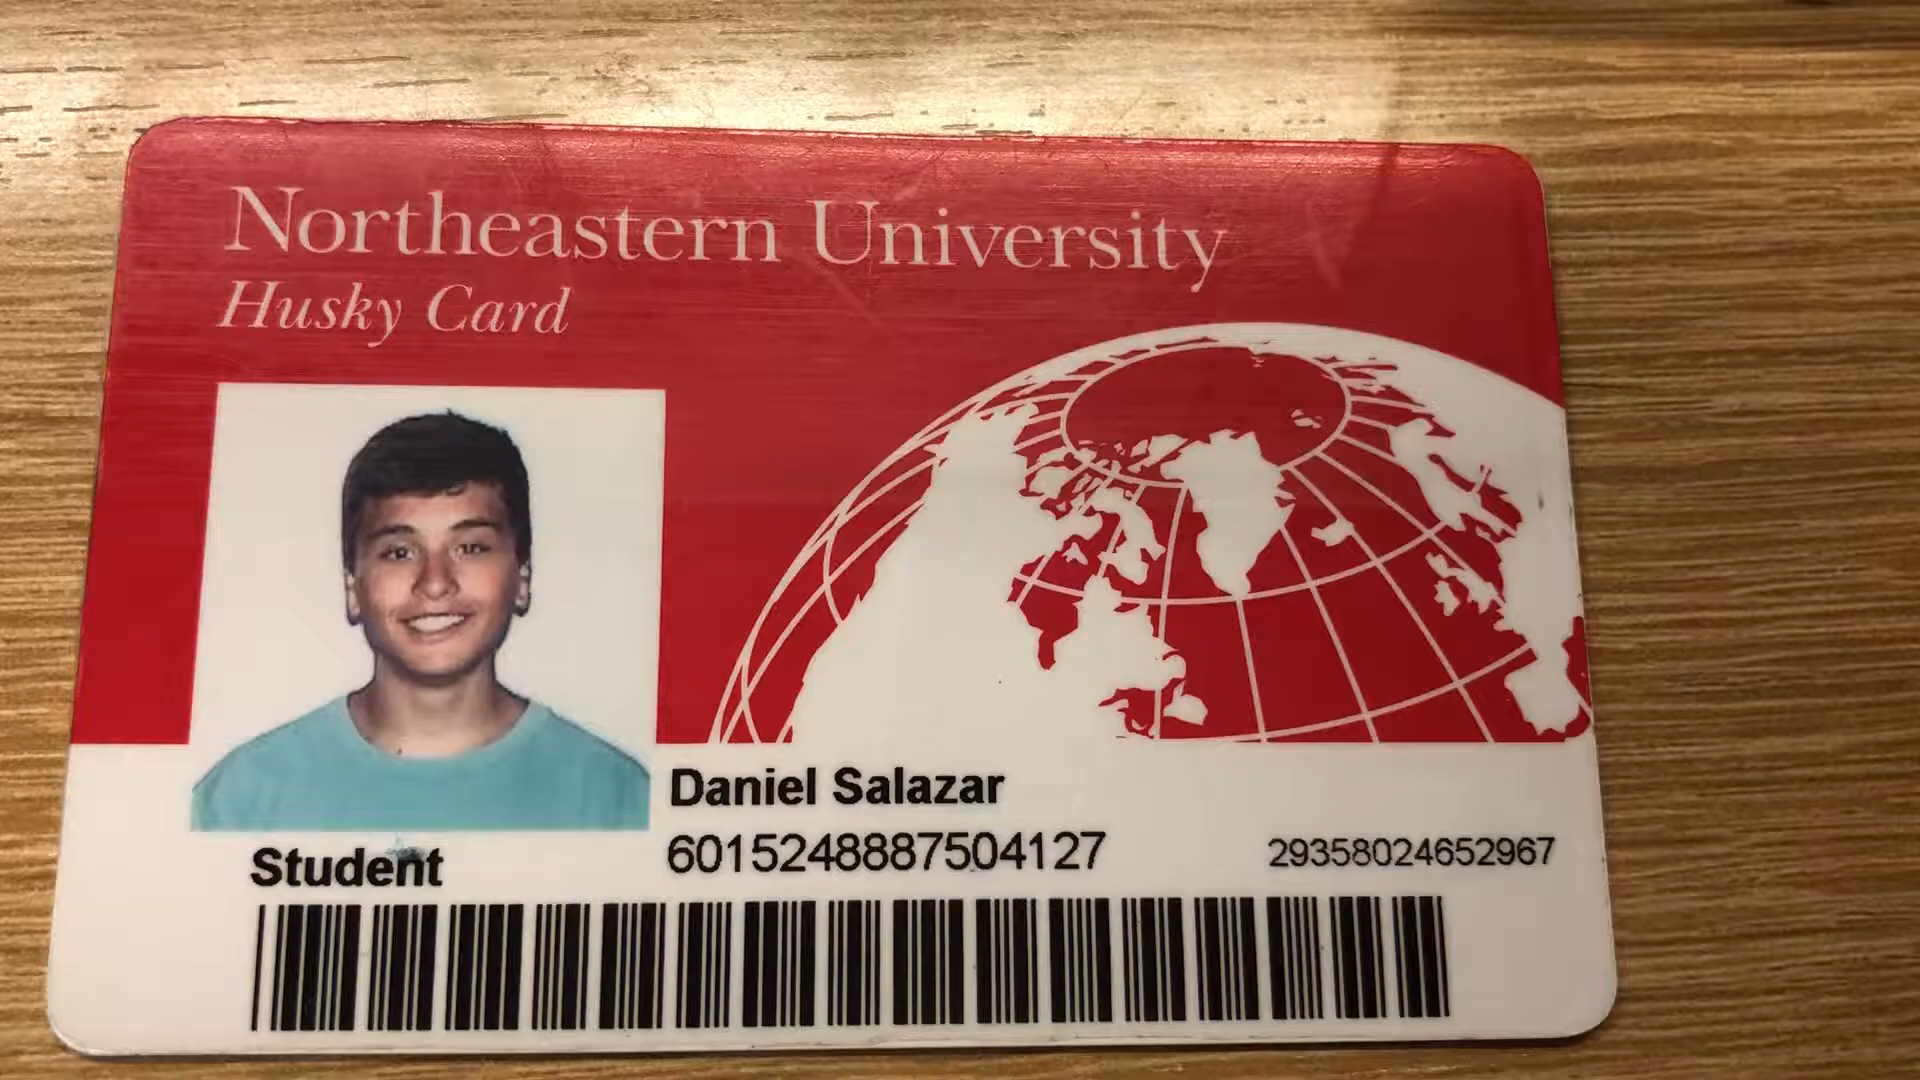 Northeastern University
Husky Card
Daniel Salazar
6015248887504127
29358024652967
Student